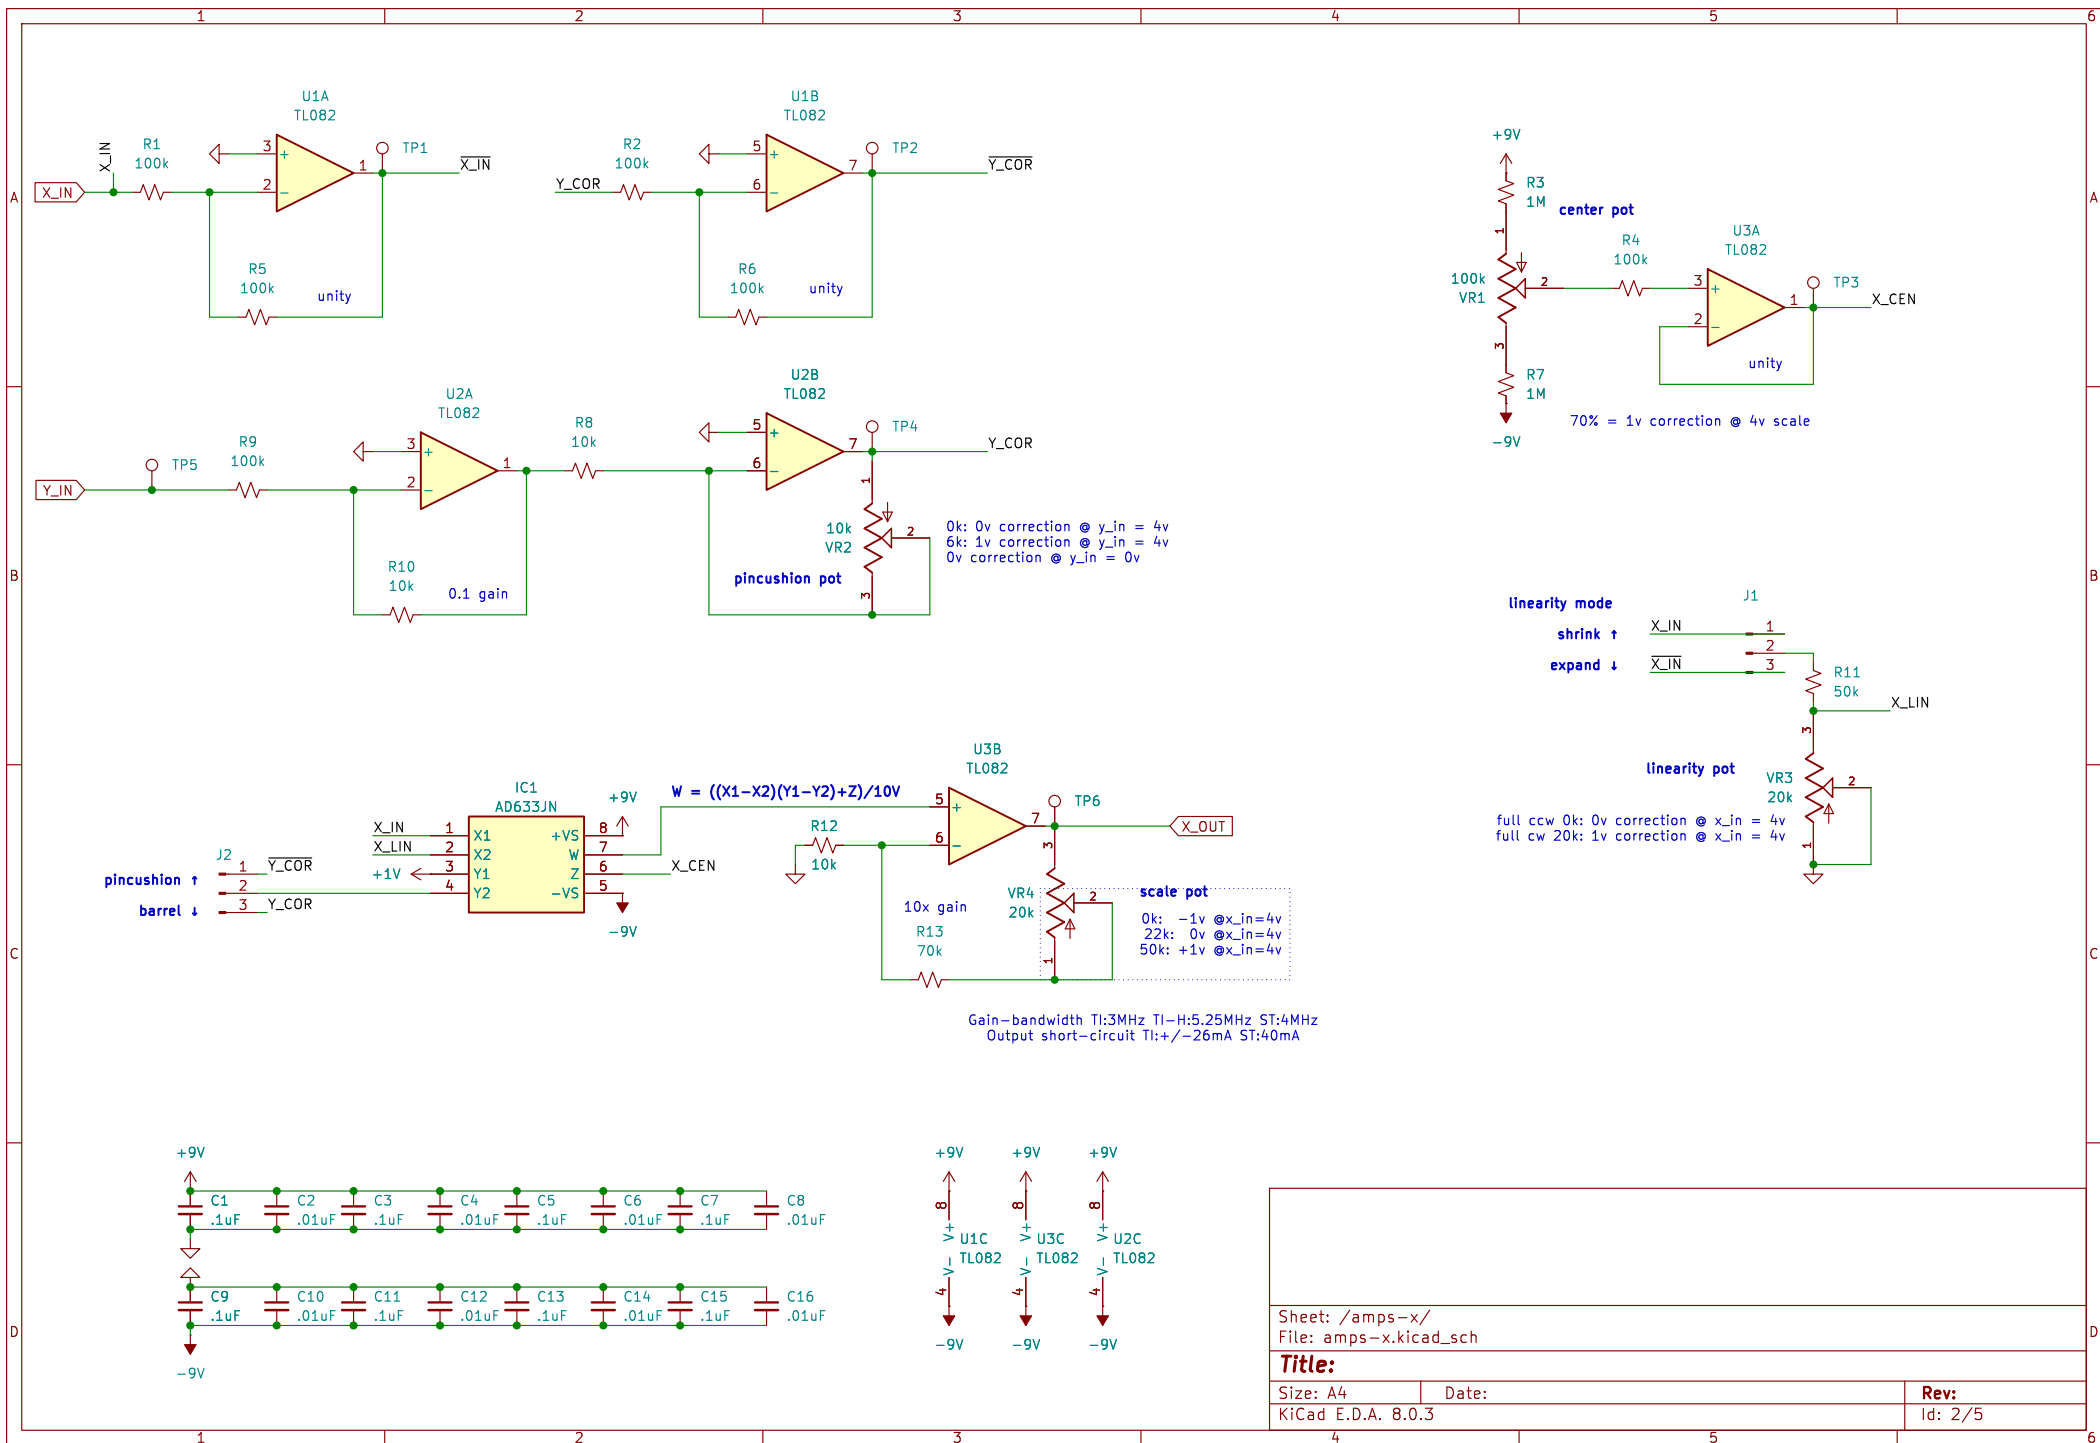 1 2 3 4 5 6
A
B
C
D
A
B
C
D
1 2 3 4 5 6
U1A
TL082
X_IN
X_IN
R1
100k
3
+
2
−
1
TP1
X_IN
R5
100k
unity
U1B
TL082
Y_COR
R2
100k
5
+
6
−
7
TP2
Y_COR
R6
100k
unity
+9V
R3
1M
center pot
1
100k
VR1
2
3
R7
1M
−9V
R4
100k
U3A
TL082
3
+
2
−
1
TP3
X_CEN
unity
70% = 1v correction @ 4v scale
Y_IN
TP5
R9
100k
U2A
TL082
3
+
2
−
1
R10
10k
0.1 gain
R8
10k
U2B
TL082
5
+
6
−
7
TP4
Y_COR
1
10k
VR2
2
3
pincushion pot
0k: 0v correction @ y_in = 4v
6k: 1v correction @ y_in = 4v
0v correction @ y_in = 0v
linearity mode
shrink ↑
expand ↓
J1
X_IN
1
2
X_IN
3
R11
50k
X_LIN
3
linearity pot
VR3
20k
2
1
full ccw 0k: 0v correction @ x_in = 4v
full cw 20k: 1v correction @ x_in = 4v
IC1
AD633JN
X_IN
1 X1
X_LIN
2 X2
+1V
3 Y1
4 Y2
+VS 8
W 7
Z 6
−VS 5
+9V
X_CEN
−9V
J2
1
Y_COR
2
3
Y_COR
pincushion ↑
barrel ↓
W = ((X1−X2)(Y1−Y2)+Z)/10V
R12
10k
U3B
TL082
5
+
6
−
7
TP6
X_OUT
3
VR4
20k
2
1
scale pot
0k: −1v @x_in=4v
22k: 0v @x_in=4v
50k: +1v @x_in=4v
10x gain
R13
70k
Gain−bandwidth TI:3MHz TI−H:5.25MHz ST:4MHz
Output short−circuit TI:+/−26mA ST:40mA
+9V
C1
.1uF
C2
.01uF
C3
.1uF
C4
.01uF
C5
.1uF
C6
.01uF
C7
.1uF
C8
.01uF
C9
.1uF
C10
.01uF
C11
.1uF
C12
.01uF
C13
.1uF
C14
.01uF
C15
.1uF
C16
.01uF
−9V
+9V
8
V+
U1C
TL082
V−
4
−9V
+9V
8
V+
U3C
TL082
V−
4
−9V
+9V
8
V+
U2C
TL082
V−
4
−9V
Sheet: /amps−x/
File: amps−x.kicad_sch
Title:
Size: A4 Date: Rev:
KiCad E.D.A. 8.0.3 Id: 2/5